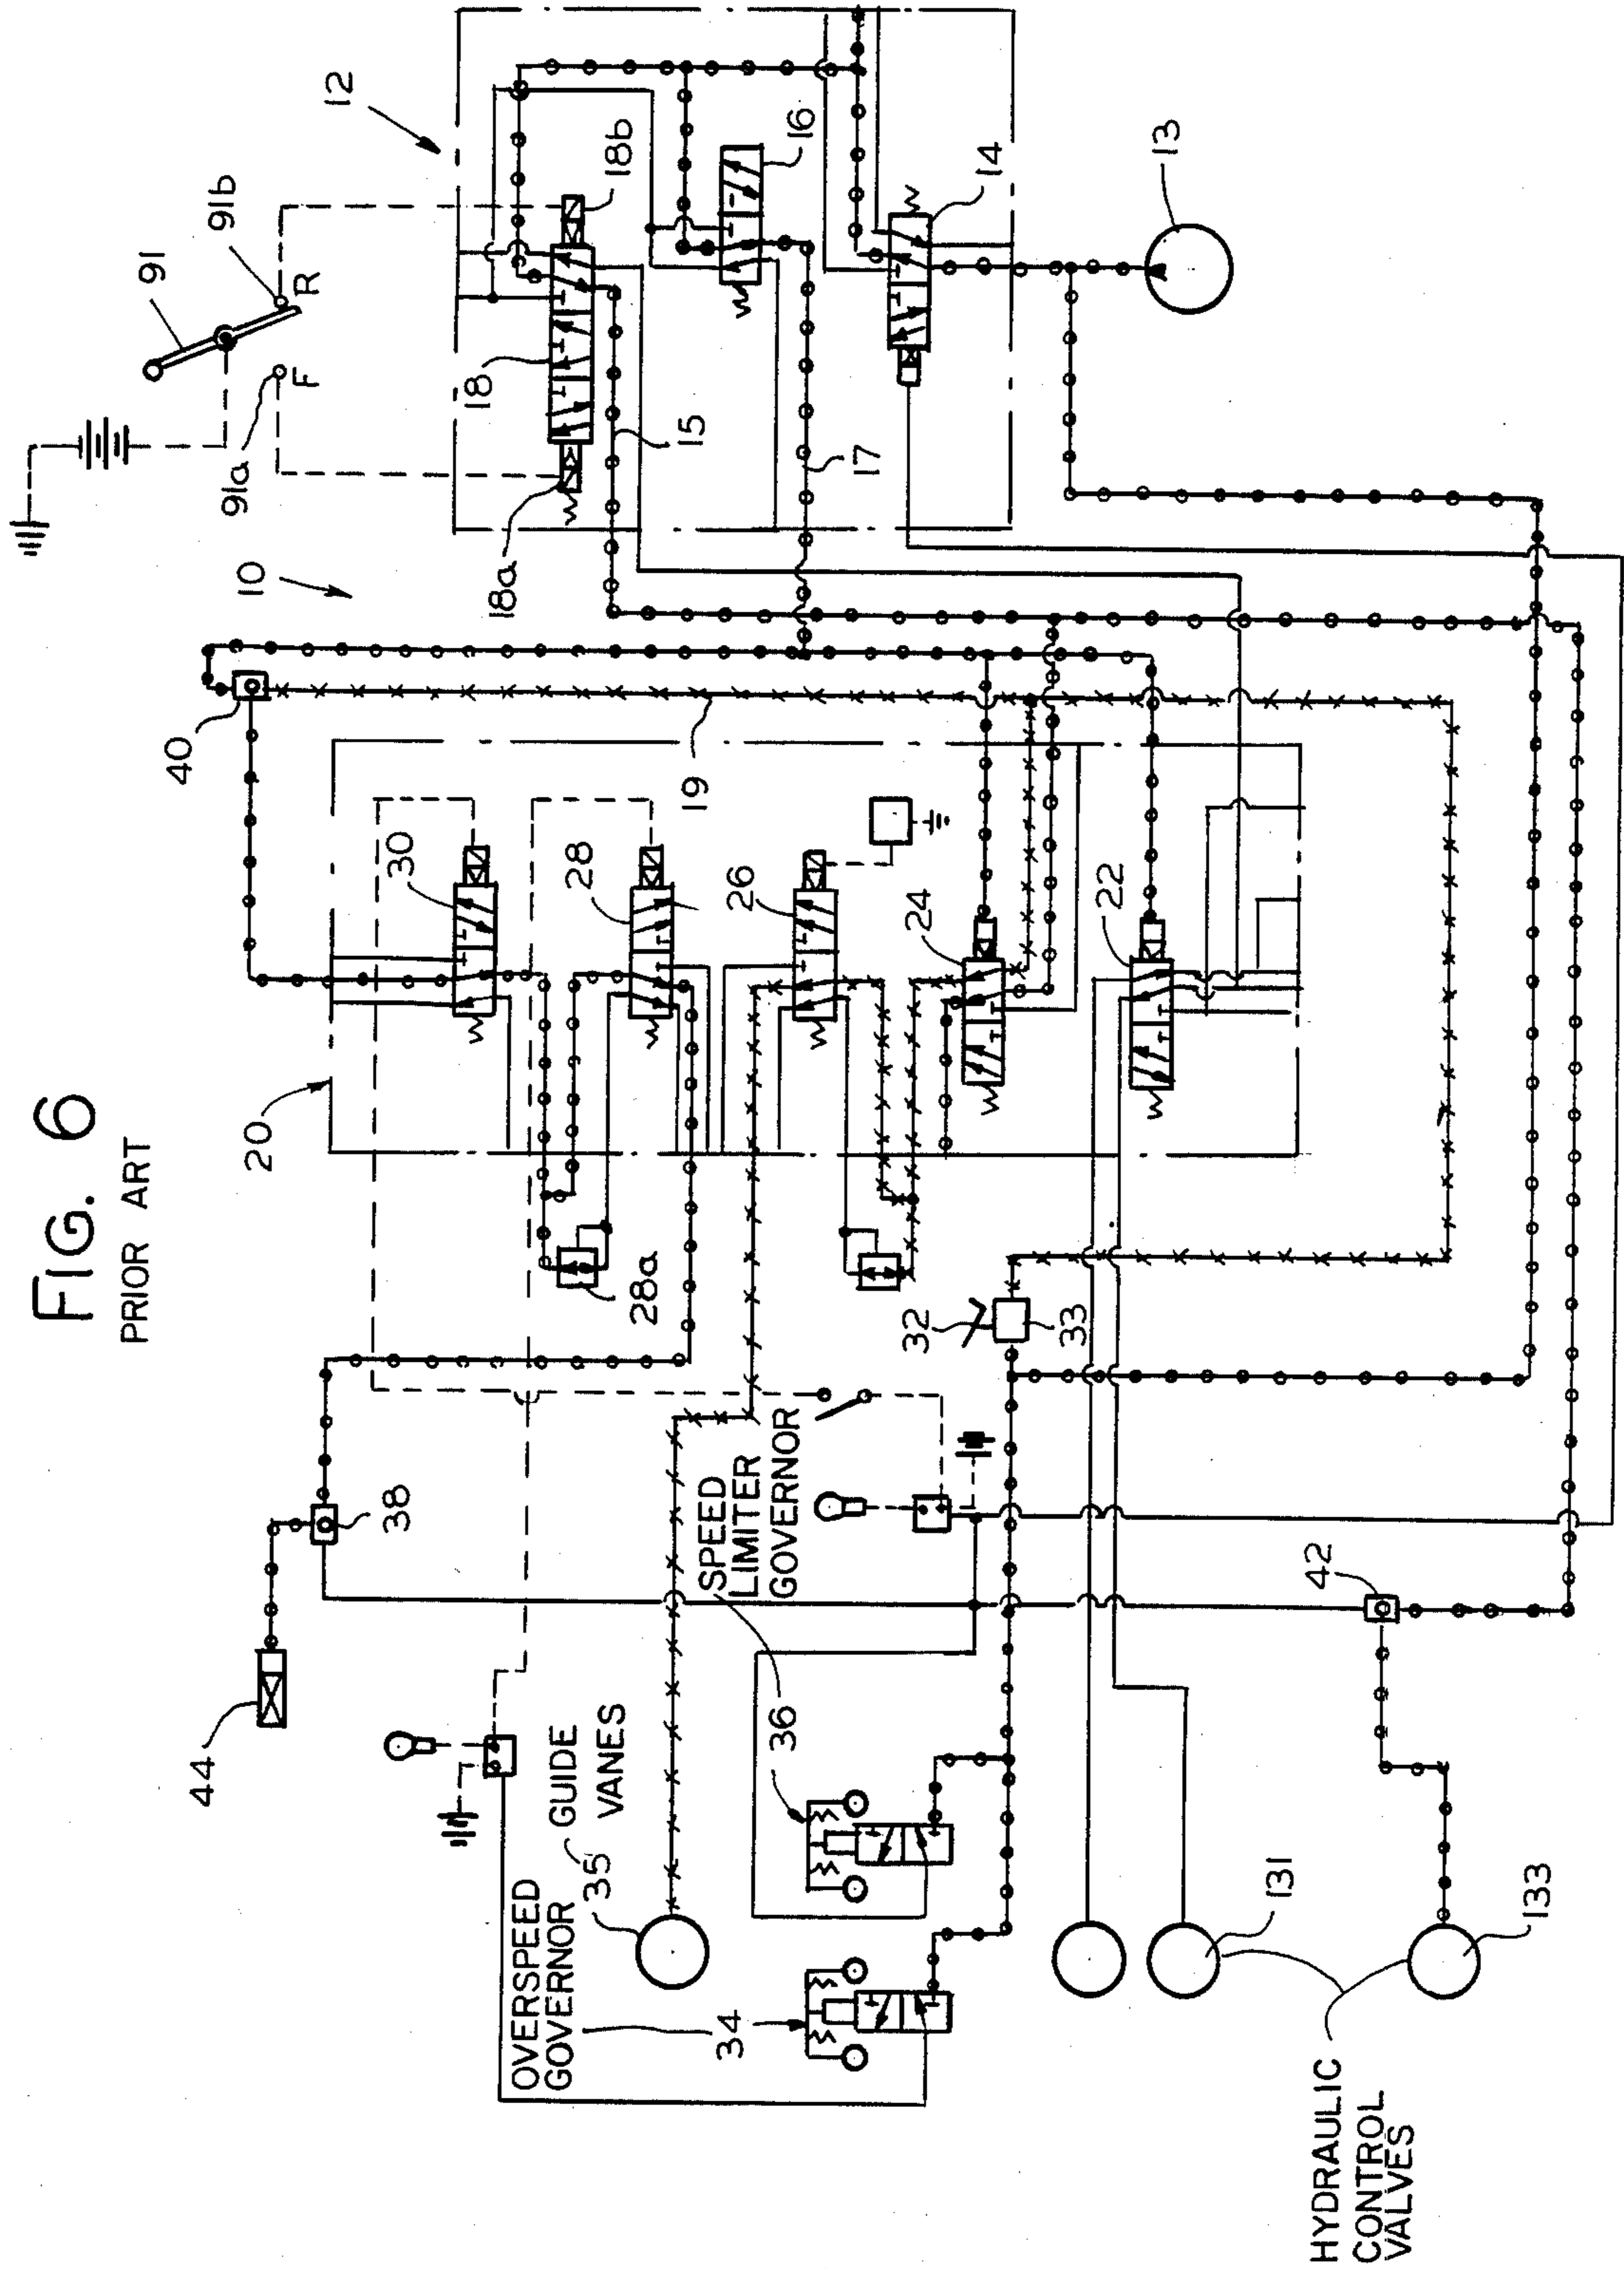 FIG. 6
PRIOR ART
44
38
20
40
10
12
91
91a
91b
F
R
18a
18
18b
15
17
16
14
13
19
30
28
28a
26
24
22
32
33
OVERSPEED
GOVERNOR
34
35
GUIDE
VANES
36
SPEED
LIMITER
GOVERNOR
42
131
133
HYDRAULIC
CONTROL
VALVES